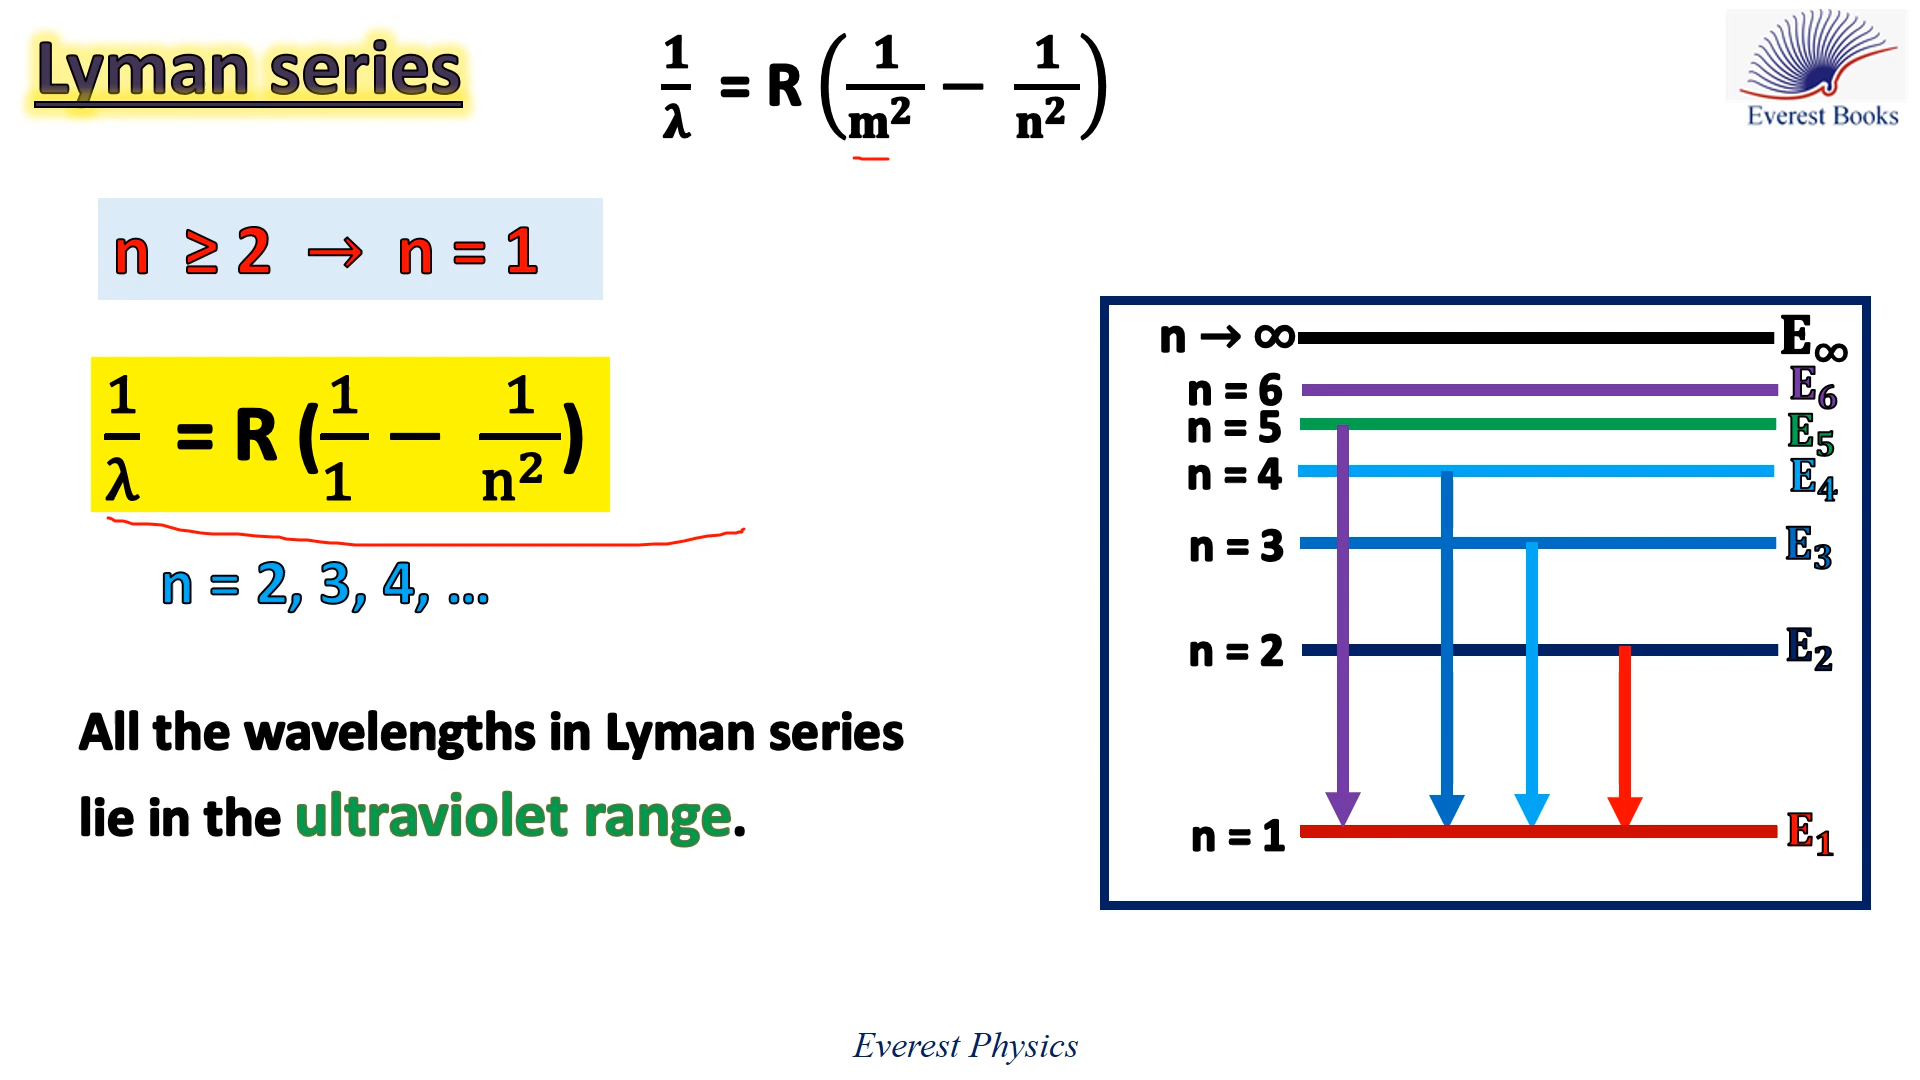 Lyman series
1/λ = R (1/m² − 1/n²)
Everest Books
n ≥ 2 → n = 1
1/λ = R (1/1 − 1/n²)
n = 2, 3, 4, ...
All the wavelengths in Lyman series
lie in the ultraviolet range.
n → ∞ E∞
n = 6 E₆
n = 5 E₅
n = 4 E₄
n = 3 E₃
n = 2 E₂
n = 1 E₁
Everest Physics